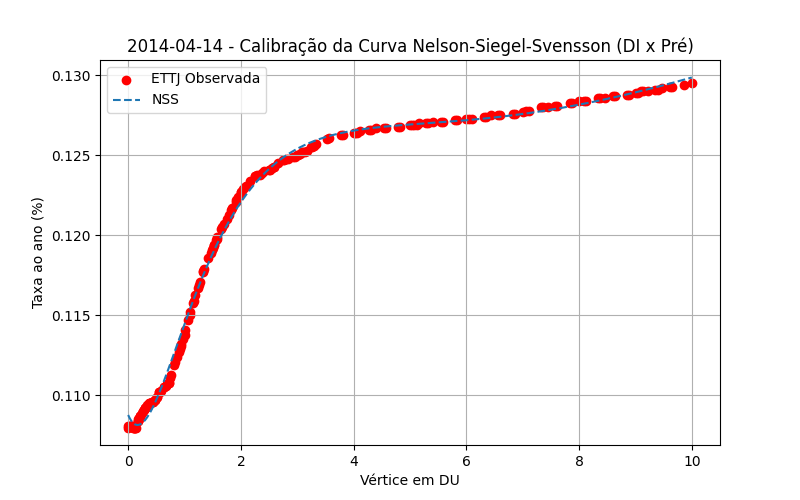 2014-04-14 - Calibração da Curva Nelson-Siegel-Svensson (DI x Pré)
ETTJ Observada
NSS
Taxa ao ano (%)
0.130
0.125
0.120
0.115
0.110
0
2
4
6
8
10
Vértice em DU